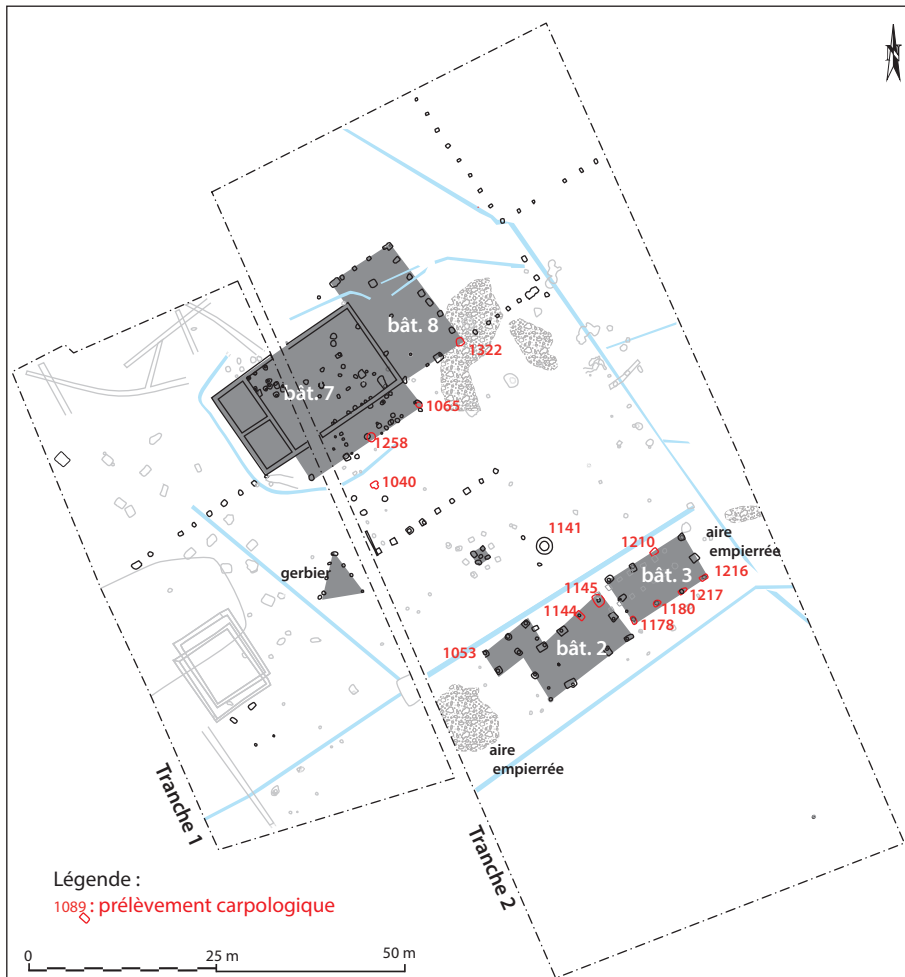 N
bât. 8
1322
bât. 7
1065
1258
1040
1141
aire
empierrée
1210
gerbier
bât. 3
1216
1145
1217
1144
1180
1178
bât. 2
1053
aire
empierrée
Tranche 1
Tranche 2
Légende :
1089 : prélèvement carpologique
0 25 m 50 m